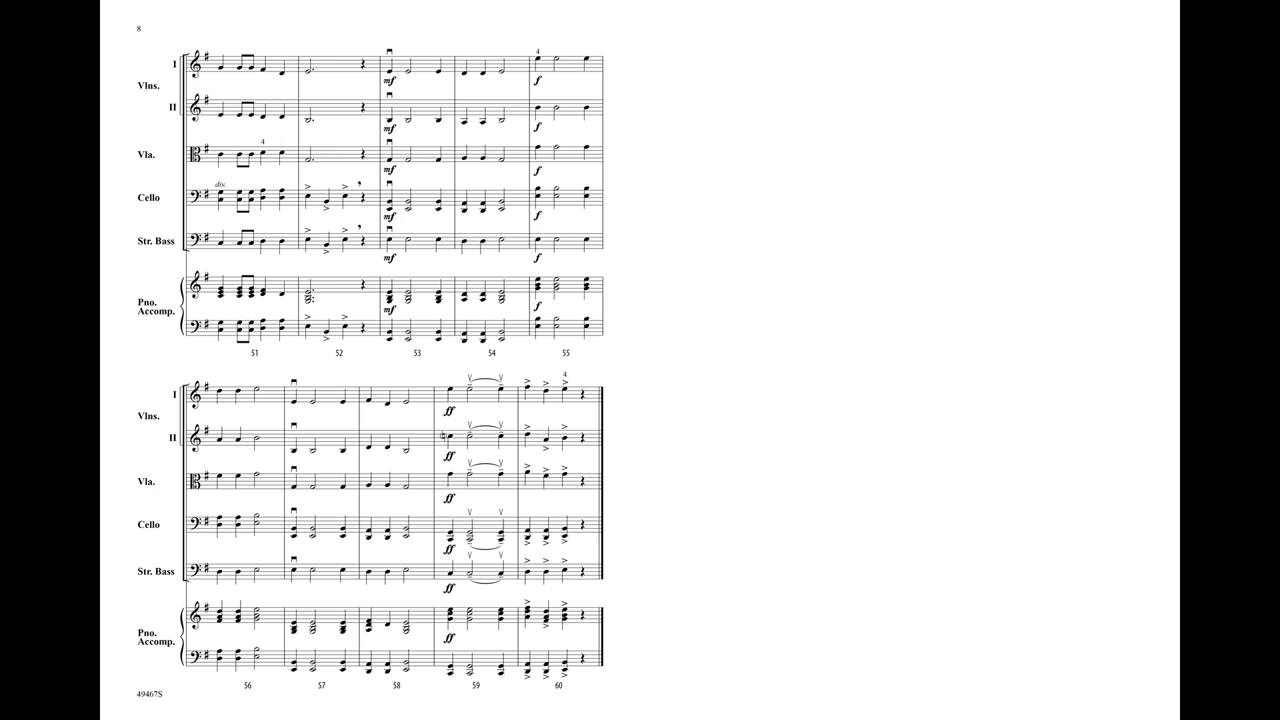 8
I
Vlns.
II
4
Vla.
div.
Cello
Str. Bass
Pno.
Accomp.
4
mf
mf
mf
mf
mf
mf
f
f
f
f
f
f
51 52 53 54 55
4
I
Vlns.
II
Vla.
Cello
Str. Bass
Pno.
Accomp.
ff
ff
ff
ff
ff
ff
56 57 58 59 60
49467S